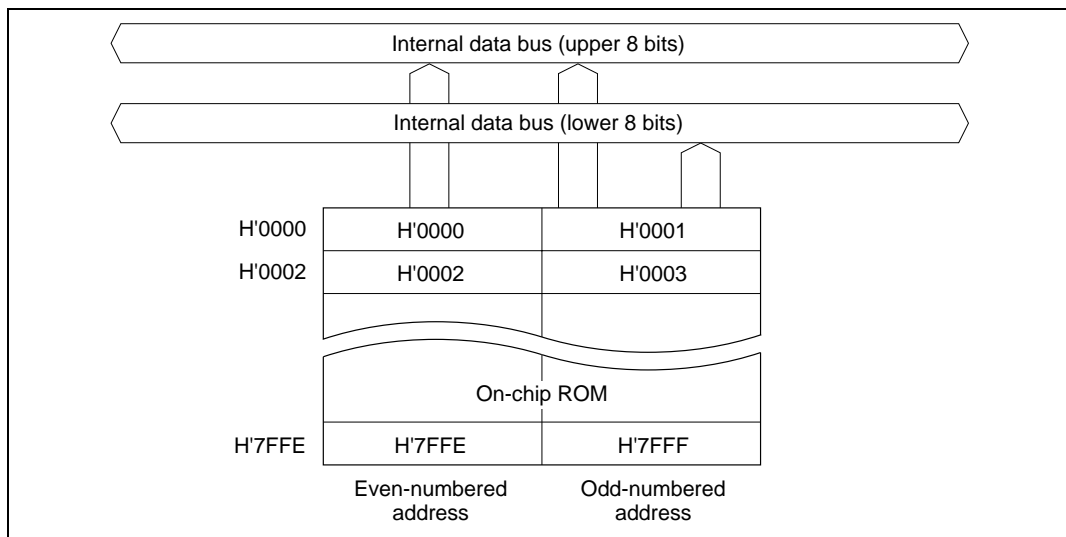 Internal data bus (upper 8 bits)
Internal data bus (lower 8 bits)
H'0000 H'0000 H'0001
H'0002 H'0002 H'0003
On-chip ROM
H'7FFE H'7FFE H'7FFF
Even-numbered address
Odd-numbered address